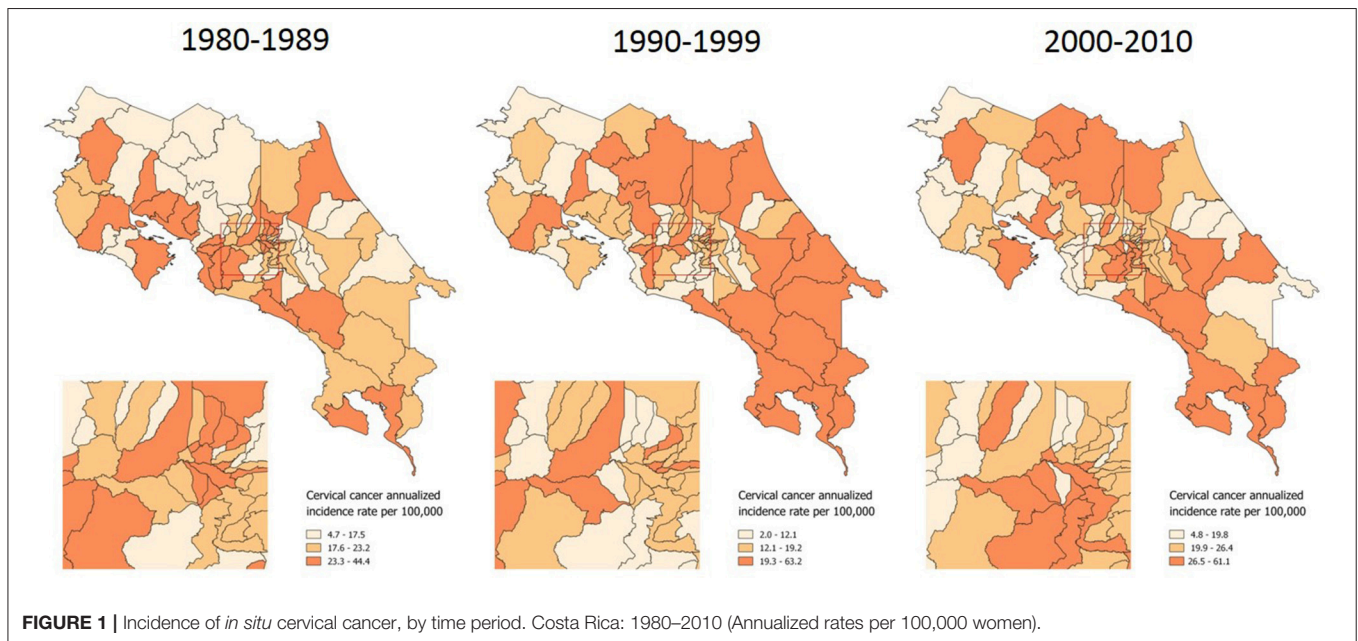 1980-1989
1990-1999
2000-2010
Cervical cancer annualized
incidence rate per 100,000
4.7 - 17.5
17.6 - 23.2
23.3 - 44.4
Cervical cancer annualized
incidence rate per 100,000
2.0 - 12.1
12.1 - 19.2
19.3 - 63.2
Cervical cancer annualized
incidence rate per 100,000
4.8 - 19.8
19.9 - 26.4
26.5 - 61.1
FIGURE 1 | Incidence of in situ cervical cancer, by time period. Costa Rica: 1980–2010 (Annualized rates per 100,000 women).